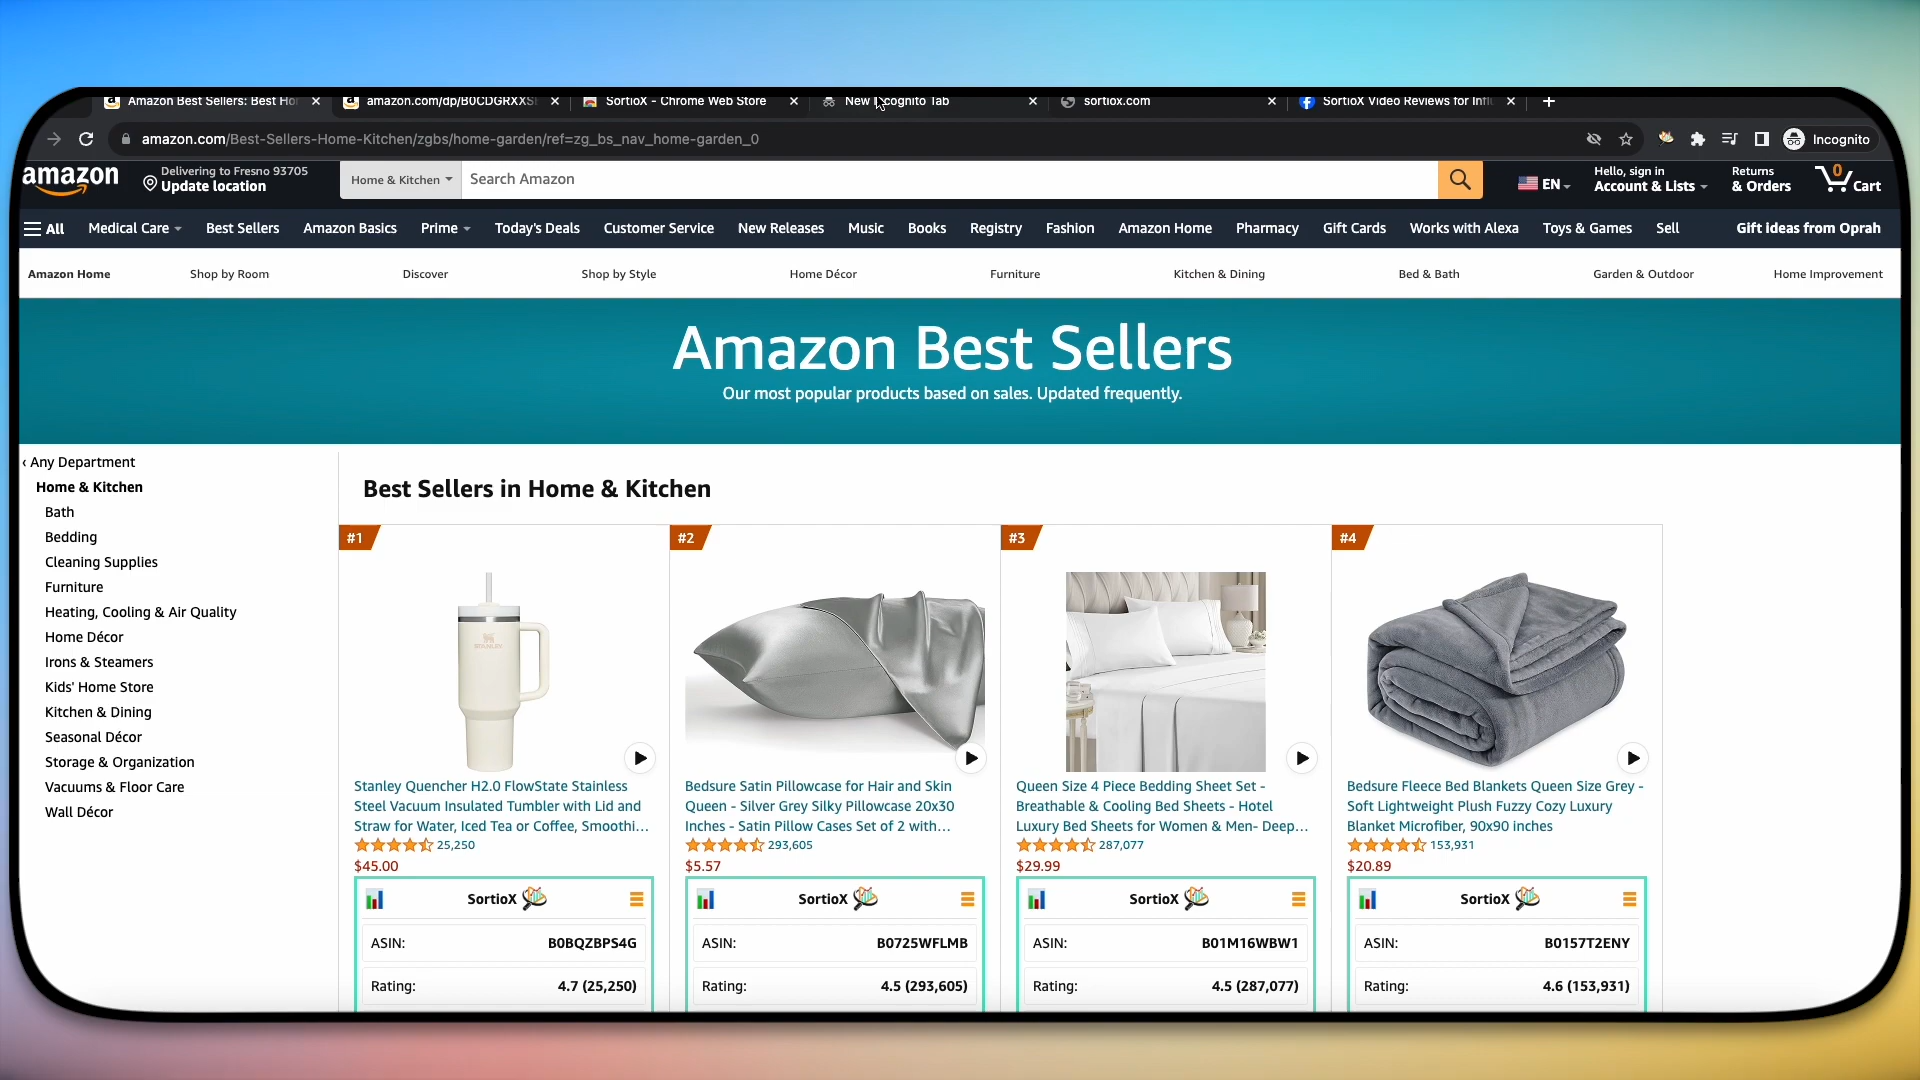 Amazon Best Sellers: Best Ho
amazon.com/dp/B0CDGRXXS
SortioX - Chrome Web Store
New Incognito Tab
sortiox.com
SortioX Video Reviews for Infl
amazon.com/Best-Sellers-Home-Kitchen/zgbs/home-garden/ref=zg_bs_nav_home-garden_0
Incognito
amazon
Delivering to Fresno 93705
Update location
Home & Kitchen
Search Amazon
EN
Hello, sign in
Account & Lists
Returns
& Orders
0
Cart
All
Medical Care
Best Sellers
Amazon Basics
Prime
Today's Deals
Customer Service
New Releases
Music
Books
Registry
Fashion
Amazon Home
Pharmacy
Gift Cards
Works with Alexa
Toys & Games
Sell
Gift ideas from Oprah
Amazon Home
Shop by Room
Discover
Shop by Style
Home Décor
Furniture
Kitchen & Dining
Bed & Bath
Garden & Outdoor
Home Improvement
Amazon Best Sellers
Our most popular products based on sales. Updated frequently.
‹ Any Department
Home & Kitchen
Bath
Bedding
Cleaning Supplies
Furniture
Heating, Cooling & Air Quality
Home Décor
Irons & Steamers
Kids' Home Store
Kitchen & Dining
Seasonal Décor
Storage & Organization
Vacuums & Floor Care
Wall Décor
Best Sellers in Home & Kitchen
#1
STANLEY
Stanley Quencher H2.0 FlowState Stainless
Steel Vacuum Insulated Tumbler with Lid and
Straw for Water, Iced Tea or Coffee, Smoothi...
25,250
$45.00
SortioX
ASIN: B0BQZBPS4G
Rating: 4.7 (25,250)
#2
Bedsure Satin Pillowcase for Hair and Skin
Queen - Silver Grey Silky Pillowcase 20x30
Inches - Satin Pillow Cases Set of 2 with...
293,605
$5.57
SortioX
ASIN: B0725WFLMB
Rating: 4.5 (293,605)
#3
Queen Size 4 Piece Bedding Sheet Set -
Breathable & Cooling Bed Sheets - Hotel
Luxury Bed Sheets for Women & Men- Deep...
287,077
$29.99
SortioX
ASIN: B01M16WBW1
Rating: 4.5 (287,077)
#4
Bedsure Fleece Bed Blankets Queen Size Grey -
Soft Lightweight Plush Fuzzy Cozy Luxury
Blanket Microfiber, 90x90 inches
153,931
$20.89
SortioX
ASIN: B0157T2ENY
Rating: 4.6 (153,931)